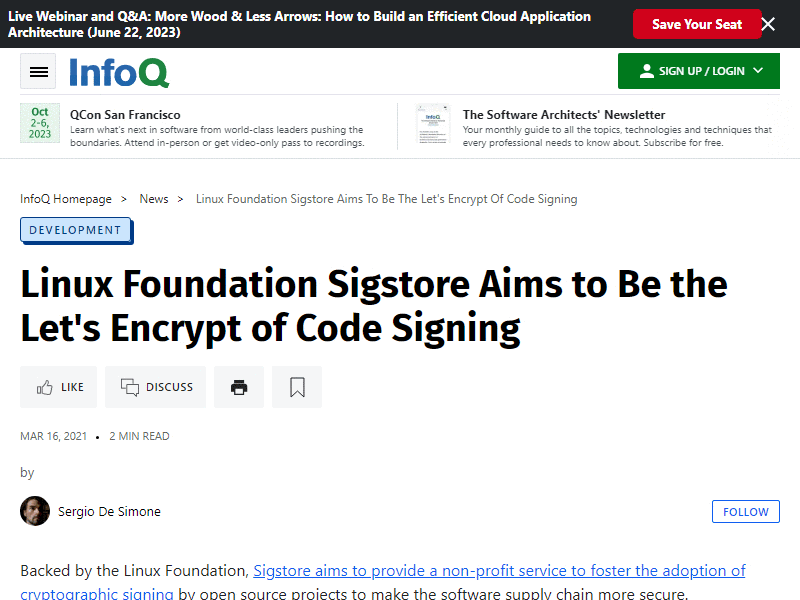 Live Webinar and Q&A: More Wood & Less Arrows: How to Build an Efficient Cloud Application
Architecture (June 22, 2023)
Save Your Seat
InfoQ
SIGN UP / LOGIN
Oct
2-6,
2023
QCon San Francisco
Learn what's next in software from world-class leaders pushing the
boundaries. Attend in-person or get video-only pass to recordings.
The Software Architects' Newsletter
Your monthly guide to all the topics, technologies and techniques that
every professional needs to know about. Subscribe for free.
InfoQ Homepage > News > Linux Foundation Sigstore Aims To Be The Let's Encrypt Of Code Signing
DEVELOPMENT
Linux Foundation Sigstore Aims to Be the
Let's Encrypt of Code Signing
LIKE
DISCUSS
MAR 16, 2021 • 2 MIN READ
by
Sergio De Simone
FOLLOW
Backed by the Linux Foundation, Sigstore aims to provide a non-profit service to foster the adoption of
cryptographic signing by open source projects to make the software supply chain more secure.